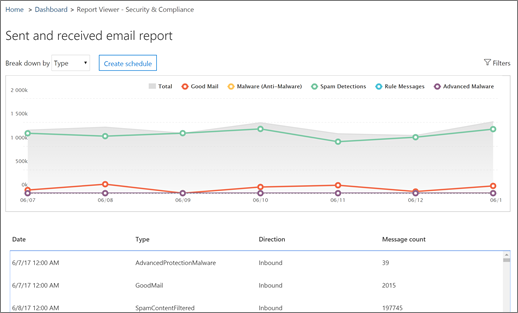 Home > Dashboard > Report Viewer - Security & Compliance
Sent and received email report
Break down by Type Create schedule Filters
Total Good Mail Malware (Anti-Malware) Spam Detections Rule Messages Advanced Malware
2 000k
1 500k
1 000k
500k
0k
06/07 06/08 06/09 06/10 06/11 06/12 06/1
Date Type Direction Message count
6/7/17 12:00 AM AdvancedProtectionMalware Inbound 39
6/7/17 12:00 AM GoodMail Inbound 2015
6/8/17 12:00 AM SpamContentFiltered Inbound 197745